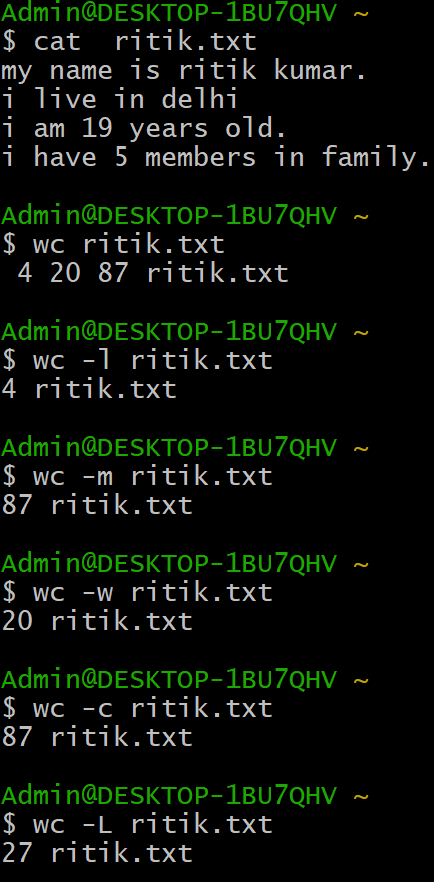 Admin@DESKTOP-1BU7QHV ~
$ cat  ritik.txt
my name is ritik kumar.
i live in delhi
i am 19 years old.
i have 5 members in family.
Admin@DESKTOP-1BU7QHV ~
$ wc ritik.txt
 4 20 87 ritik.txt
Admin@DESKTOP-1BU7QHV ~
$ wc -l ritik.txt
4 ritik.txt
Admin@DESKTOP-1BU7QHV ~
$ wc -m ritik.txt
87 ritik.txt
Admin@DESKTOP-1BU7QHV ~
$ wc -w ritik.txt
20 ritik.txt
Admin@DESKTOP-1BU7QHV ~
$ wc -c ritik.txt
87 ritik.txt
Admin@DESKTOP-1BU7QHV ~
$ wc -L ritik.txt
27 ritik.txt